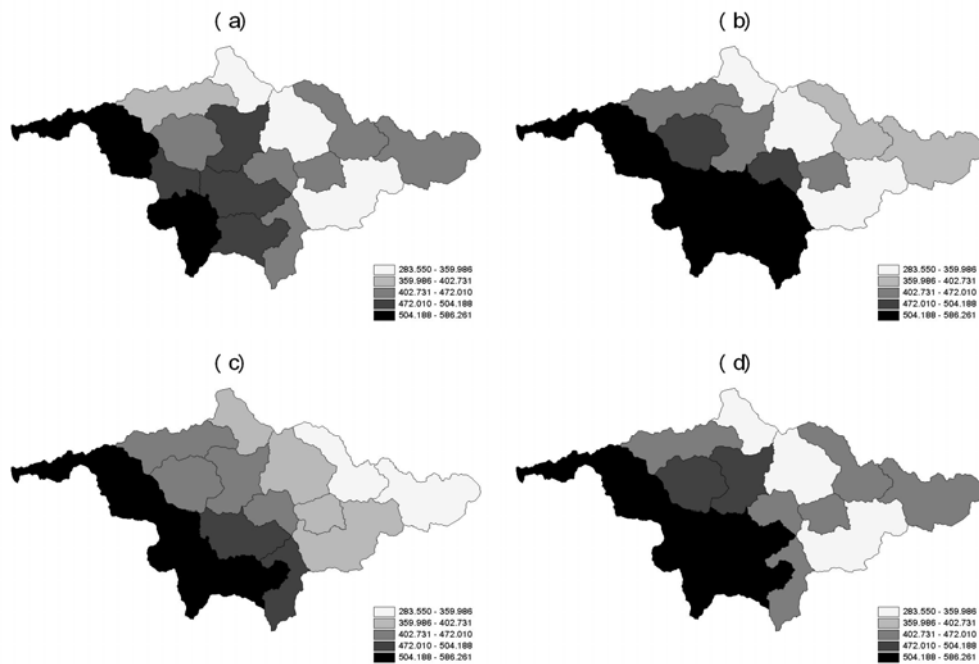 ( a)
( b)
283.550 - 359.986
359.986 - 402.731
402.731 - 472.010
472.010 - 504.188
504.188 - 586.261
283.550 - 359.986
359.986 - 402.731
402.731 - 472.010
472.010 - 504.188
504.188 - 586.261
( c)
( d)
283.550 - 359.986
359.986 - 402.731
402.731 - 472.010
472.010 - 504.188
504.188 - 586.261
283.550 - 359.986
359.986 - 402.731
402.731 - 472.010
472.010 - 504.188
504.188 - 586.261